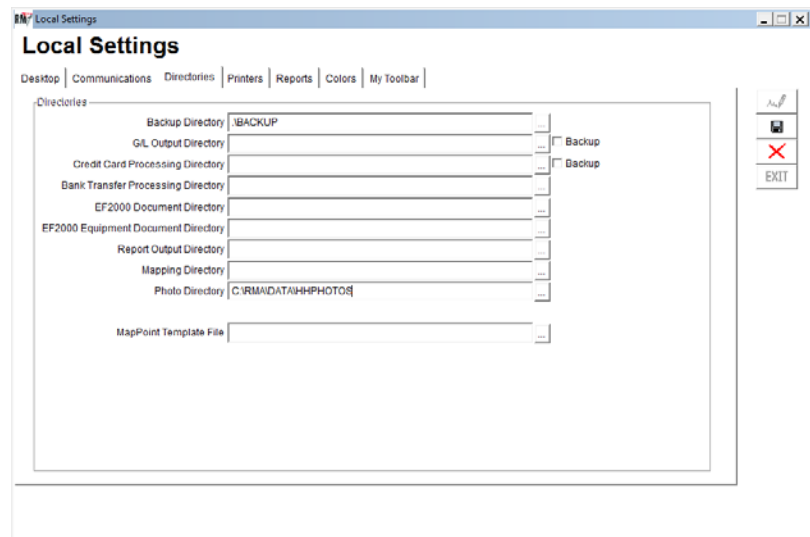 RMA Local Settings
Local Settings
Desktop Communications Directories Printers Reports Colors My Toolbar
Directories
Backup Directory .\BACKUP ...
G/L Output Directory ... Backup
Credit Card Processing Directory ... Backup
Bank Transfer Processing Directory ...
EF2000 Document Directory ...
EF2000 Equipment Document Directory ...
Report Output Directory ...
Mapping Directory ...
Photo Directory C:\RMA\DATA\HHPHOTOS ...
MapPoint Template File ...
EXIT